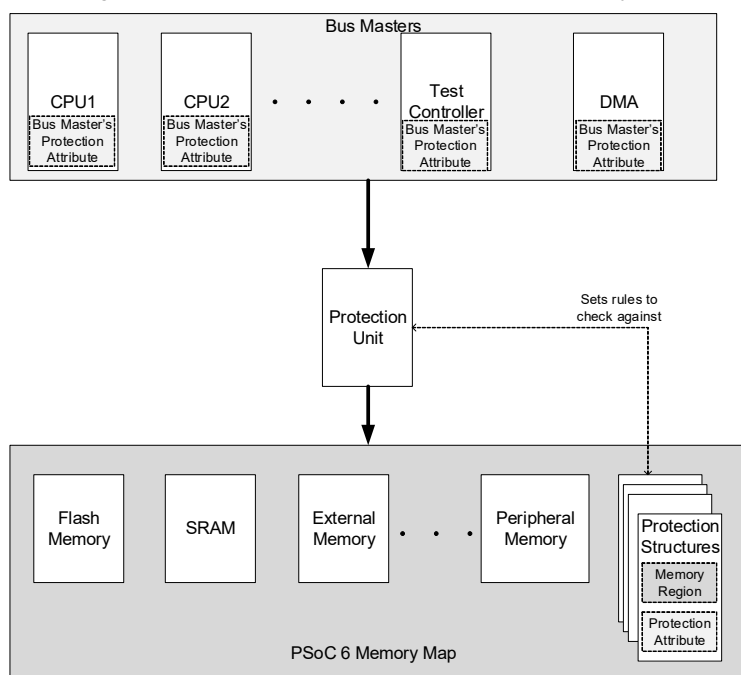 Bus Masters
CPU1
Bus Master's
Protection
Attribute
CPU2
Bus Master's
Protection
Attribute
Test
Controller
Bus Master's
Protection
Attribute
DMA
Bus Master's
Protection
Attribute
Protection
Unit
Sets rules to
check against
Flash
Memory
SRAM
External
Memory
Peripheral
Memory
Protection
Structures
Memory
Region
Protection
Attribute
PSoC 6 Memory Map